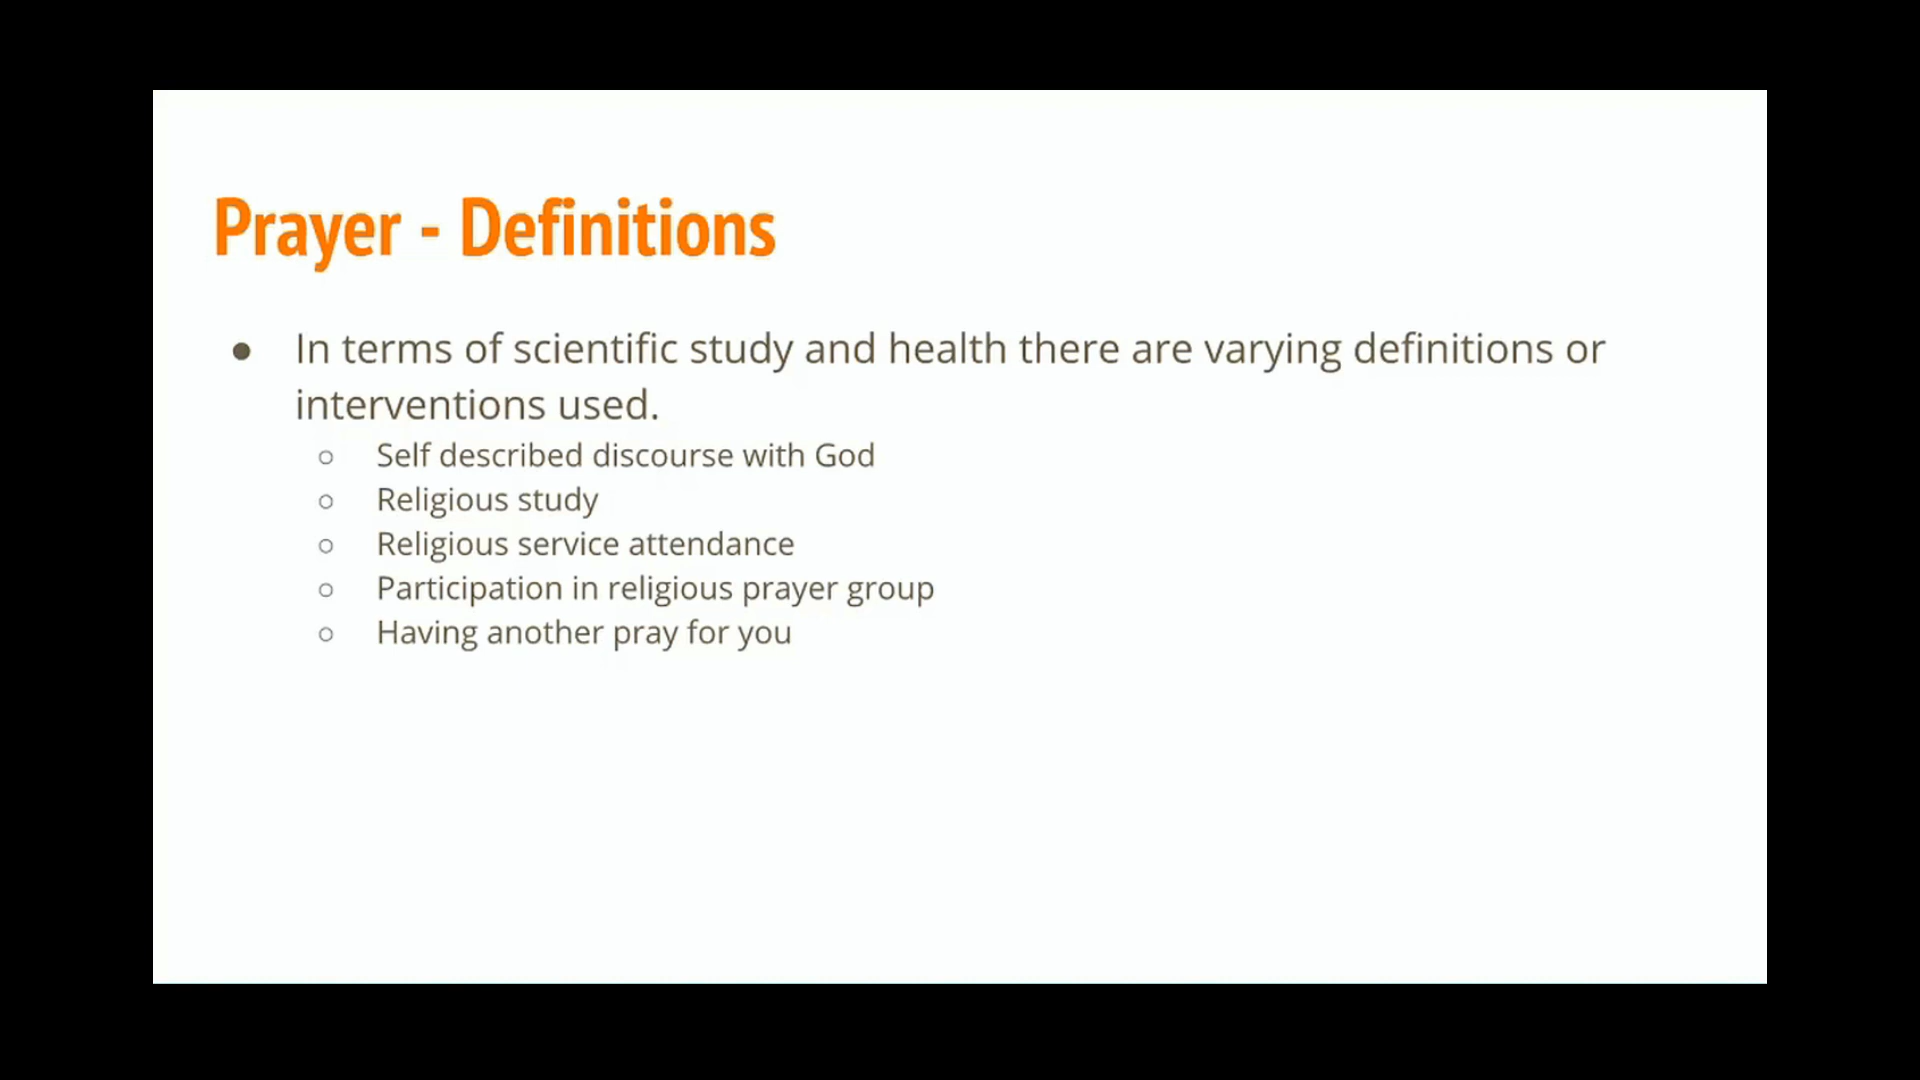 Prayer - Definitions
● In terms of scientific study and health there are varying definitions or
interventions used.
○ Self described discourse with God
○ Religious study
○ Religious service attendance
○ Participation in religious prayer group
○ Having another pray for you